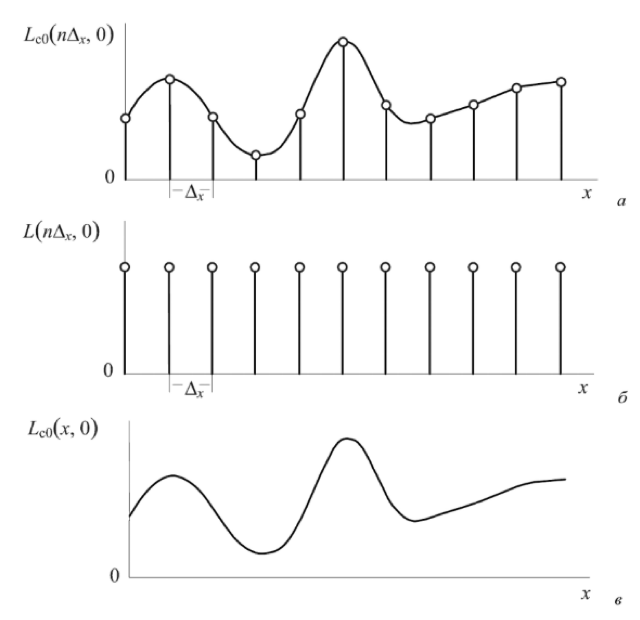 L_c0(nΔ_x, 0)
0
Δ_x
x
а
L(nΔ_x, 0)
0
Δ_x
x
б
L_c0(x, 0)
0
x
в